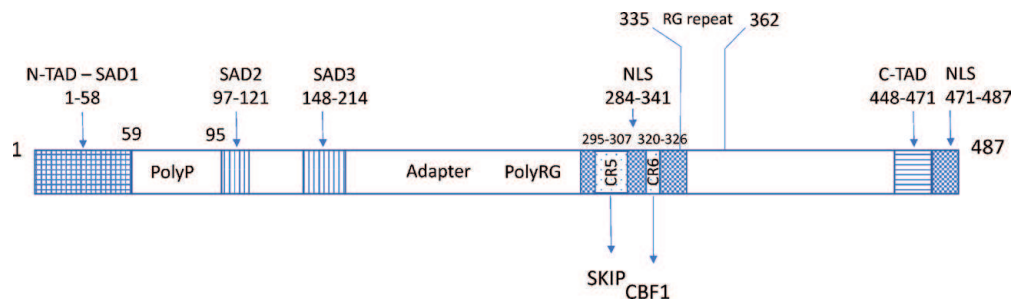 335 RG repeat 362
N-TAD – SAD1
1-58
SAD2
97-121
SAD3
148-214
NLS
284-341
C-TAD
448-471
NLS
471-487
1
59
95
295-307
320-326
487
PolyP
Adapter
PolyRG
CR5
CR6
SKIP
CBF1